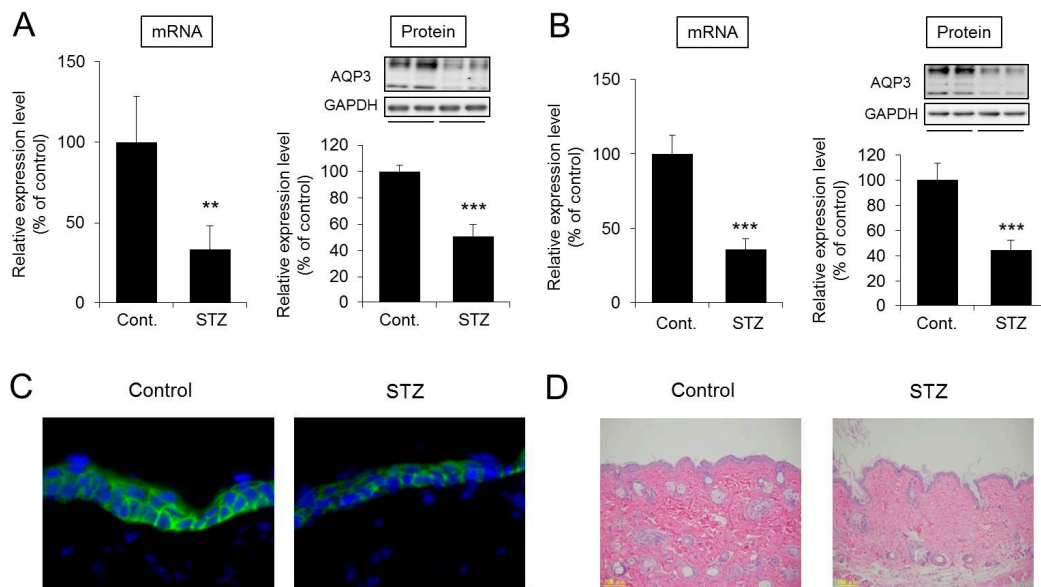 A
mRNA
Relative expression level
(% of control)
150
100
50
0
**
Cont.
STZ
Protein
AQP3
GAPDH
Relative expression level
(% of control)
120
100
80
60
40
20
0
***
Cont.
STZ
B
mRNA
Relative expression level
(% of control)
150
100
50
0
***
Cont.
STZ
Protein
AQP3
GAPDH
Relative expression level
(% of control)
120
100
80
60
40
20
0
***
Cont.
STZ
C
Control
STZ
D
Control
STZ